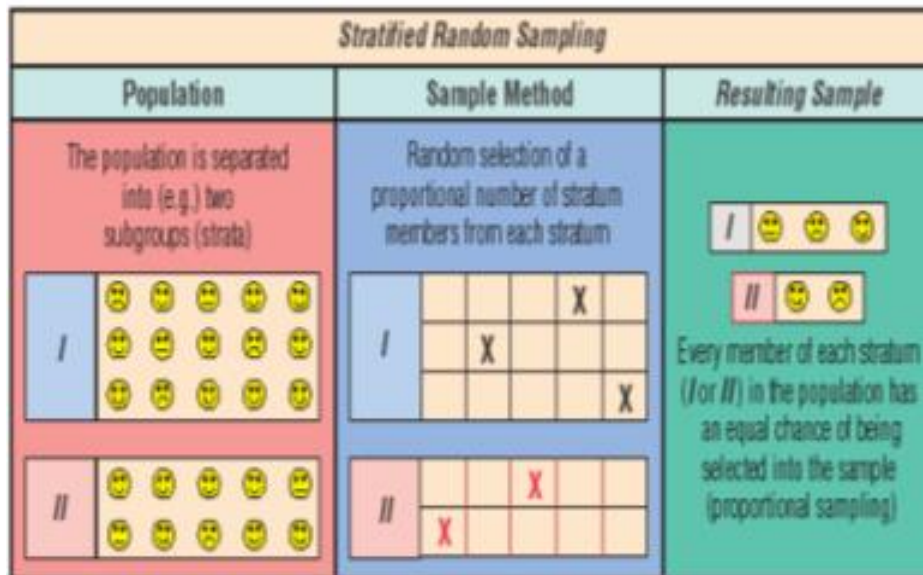 Stratified Random Sampling
Population
Sample Method
Resulting Sample
The population is separated
into (e.g.) two
subgroups (strata)
I
II
Random selection of a
proportional number of stratum
members from each stratum
I
X
X
X
II
X
X
I
II
Every member of each stratum
(I or II) in the population has
an equal chance of being
selected into the sample
(proportional sampling)